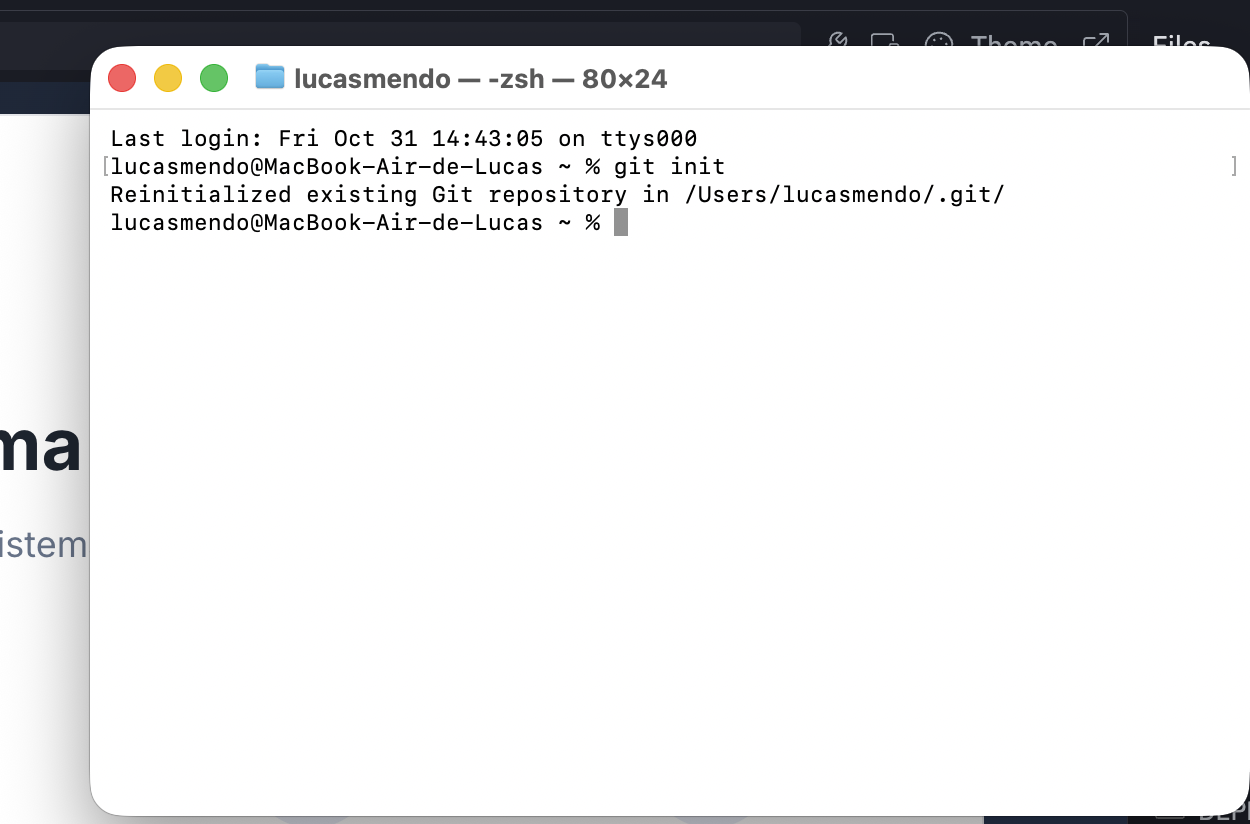 Theme
Files
lucasmendo — -zsh — 80×24
Last login: Fri Oct 31 14:43:05 on ttys000
[lucasmendo@MacBook-Air-de-Lucas ~ % git init ]
Reinitialized existing Git repository in /Users/lucasmendo/.git/
lucasmendo@MacBook-Air-de-Lucas ~ %
ma
istem